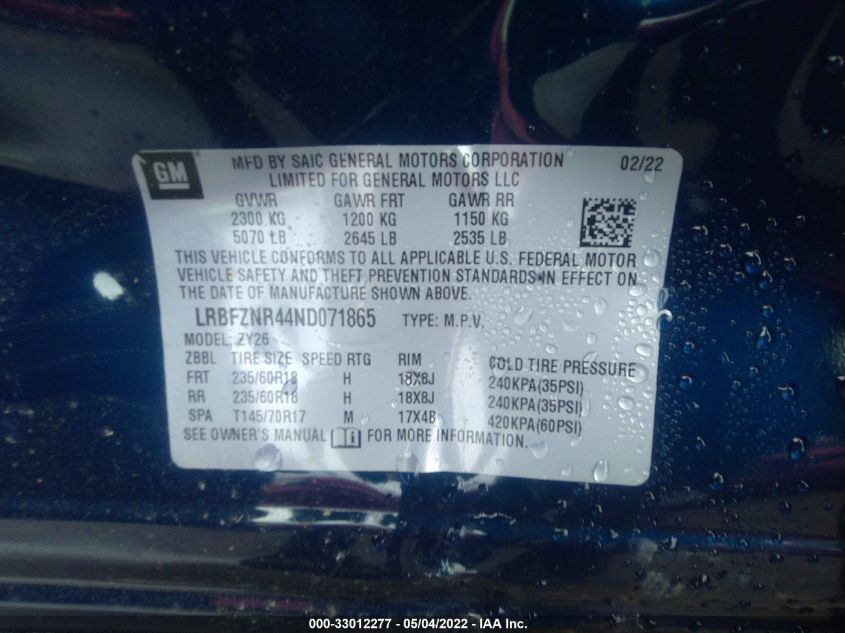 GM
MFD BY SAIC GENERAL MOTORS CORPORATION 02/22
LIMITED FOR GENERAL MOTORS LLC
GVWR GAWR FRT GAWR RR
2300 KG 1200 KG 1150 KG
5070 LB 2645 LB 2535 LB
THIS VEHICLE CONFORMS TO ALL APPLICABLE U.S. FEDERAL MOTOR
VEHICLE SAFETY AND THEFT PREVENTION STANDARDS IN EFFECT ON
THE DATE OF MANUFACTURE SHOWN ABOVE.
LRBFZNR44ND071865 TYPE: M.P.V.
MODEL: ZY26
ZBBL TIRE SIZE SPEED RTG RIM COLD TIRE PRESSURE
FRT 235/60R18 H 18X8J 240KPA(35PSI)
RR 235/60R18 H 18X8J 240KPA(35PSI)
SPA T145/70R17 M 17X4B 420KPA(60PSI)
SEE OWNER'S MANUAL FOR MORE INFORMATION.
000-33012277 - 05/04/2022 - IAA Inc.